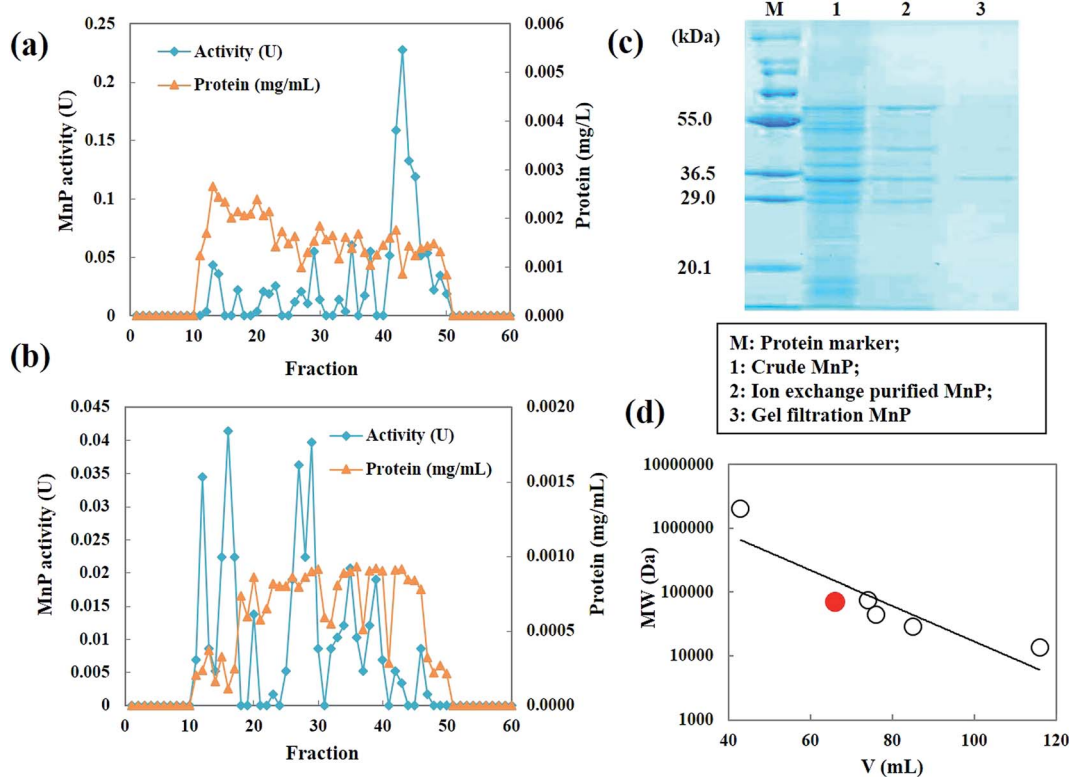 (a)
Activity (U)
Protein (mg/mL)
MnP activity (U)
0.25
0.2
0.15
0.1
0.05
0
0.006
0.005
0.004
0.003
0.002
0.001
0.000
Protein (mg/L)
0 10 20 30 40 50 60
Fraction
(b)
Activity (U)
Protein (mg/mL)
MnP activity (U)
0.045
0.04
0.035
0.03
0.025
0.02
0.015
0.01
0.005
0
0.0020
0.0015
0.0010
0.0005
0.0000
Protein (mg/mL)
0 10 20 30 40 50 60
Fraction
(c)
M 1 2 3
(kDa)
55.0
36.5
29.0
20.1
M: Protein marker;
1: Crude MnP;
2: Ion exchange purified MnP;
3: Gel filtration MnP
(d)
MW (Da)
10000000
1000000
100000
10000
1000
40 60 80 100 120
V (mL)